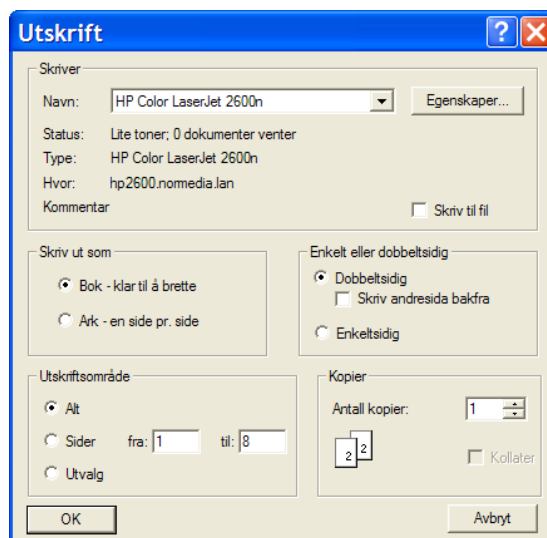 Utskrift
Skriver
Navn: HP Color LaserJet 2600n Egenskaper...
Status: Lite toner; 0 dokumenter venter
Type: HP Color LaserJet 2600n
Hvor: hp2600.nomedia.lan
Kommentar Skriv til fil
Skriv ut som
Bok - klar til å brette
Ark - en side pr. side
Enkelt eller dobbeltsidig
Dobbeltsidig
Skriv andresida bakfra
Enkeltsidig
Utskriftsområde
Alt
Sider fra: 1 til: 8
Utvalg
Kopier
Antall kopier: 1
2 2
Kollater
OK Avbryt